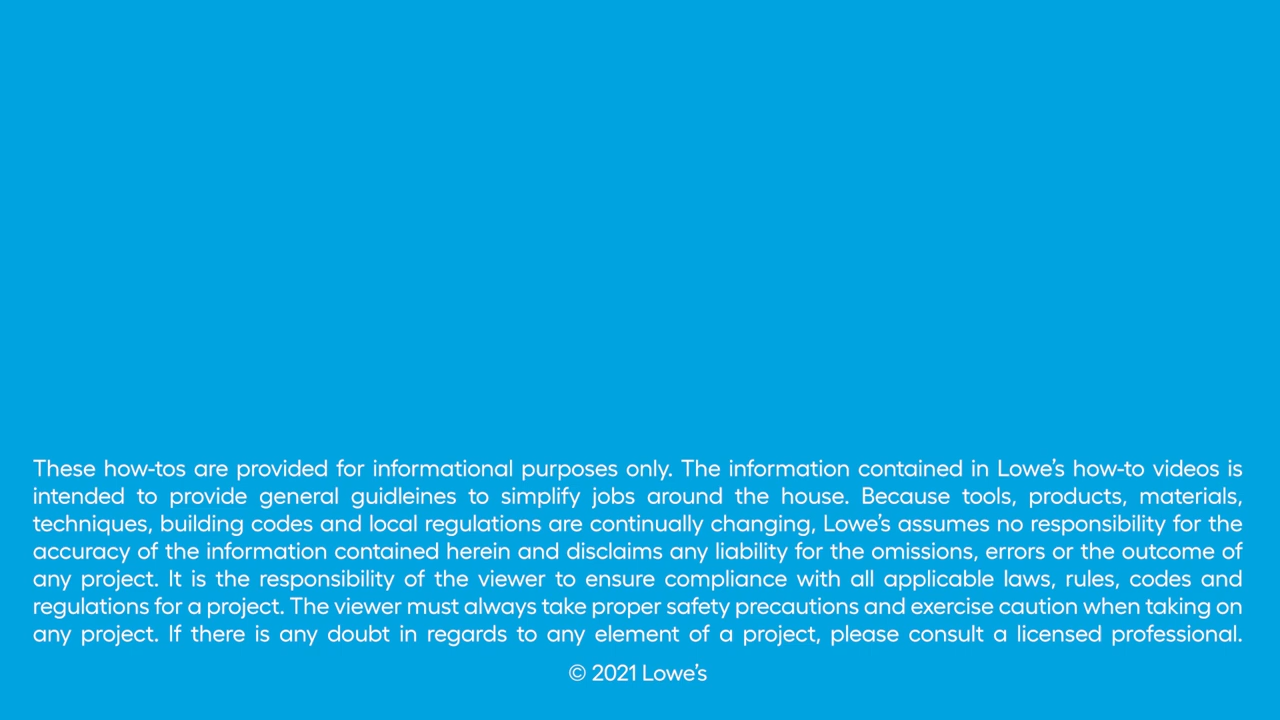 These how-tos are provided for informational purposes only. The information contained in Lowe’s how-to videos is
intended to provide general guidleines to simplify jobs around the house. Because tools, products, materials,
techniques, building codes and local regulations are continually changing, Lowe’s assumes no responsibility for the
accuracy of the information contained herein and disclaims any liability for the omissions, errors or the outcome of
any project. It is the responsibility of the viewer to ensure compliance with all applicable laws, rules, codes and
regulations for a project. The viewer must always take proper safety precautions and exercise caution when taking on
any project. If there is any doubt in regards to any element of a project, please consult a licensed professional.
© 2021 Lowe’s